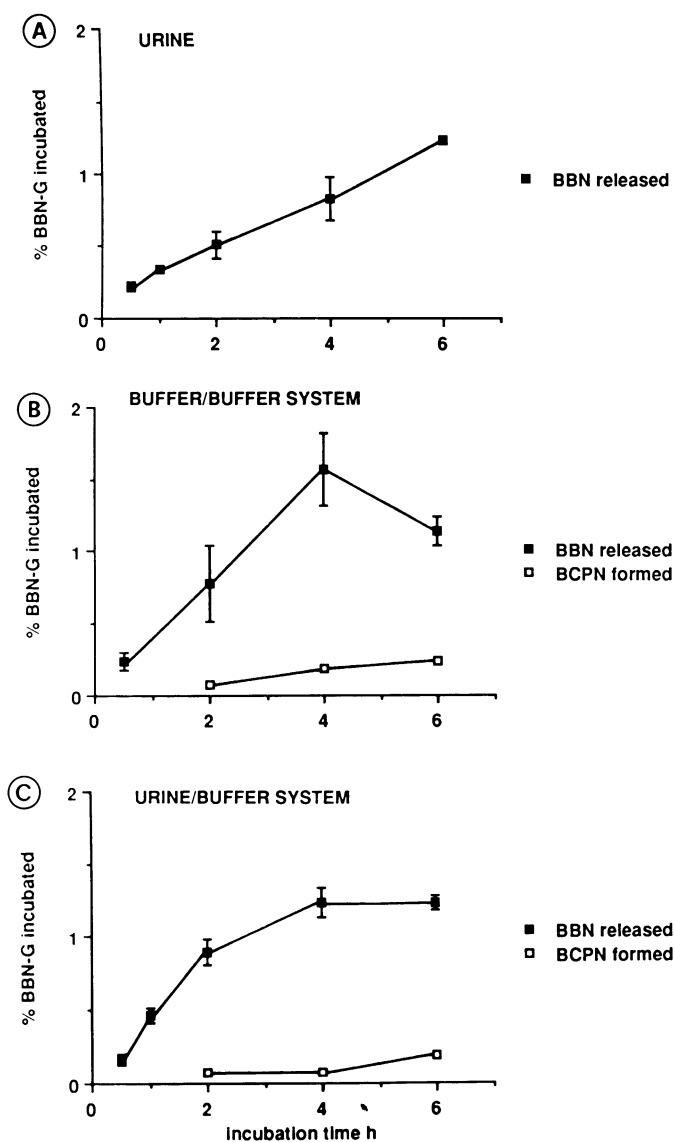 A
URINE
2
1
0
% BBN-G incubated
0 2 4 6
BBN released
B
BUFFER/BUFFER SYSTEM
2
1
0
% BBN-G incubated
0 2 4 6
BBN released
BCPN formed
C
URINE/BUFFER SYSTEM
2
1
0
% BBN-G incubated
0 2 4 6
incubation time h
BBN released
BCPN formed